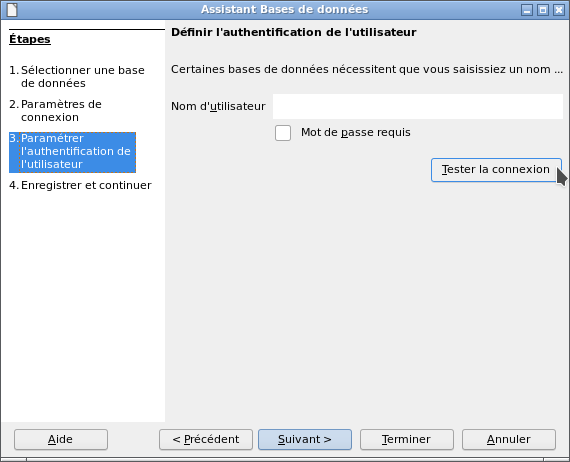 Assistant Bases de données
Étapes
1. Sélectionner une base
de données
2. Paramètres de
connexion
3. Paramétrer
l'authentification de
l'utilisateur
4. Enregistrer et continuer
Définir l'authentification de l'utilisateur
Certaines bases de données nécessitent que vous saisissiez un nom ...
Nom d'utilisateur
Mot de passe requis
Tester la connexion
Aide
< Précédent
Suivant >
Terminer
Annuler